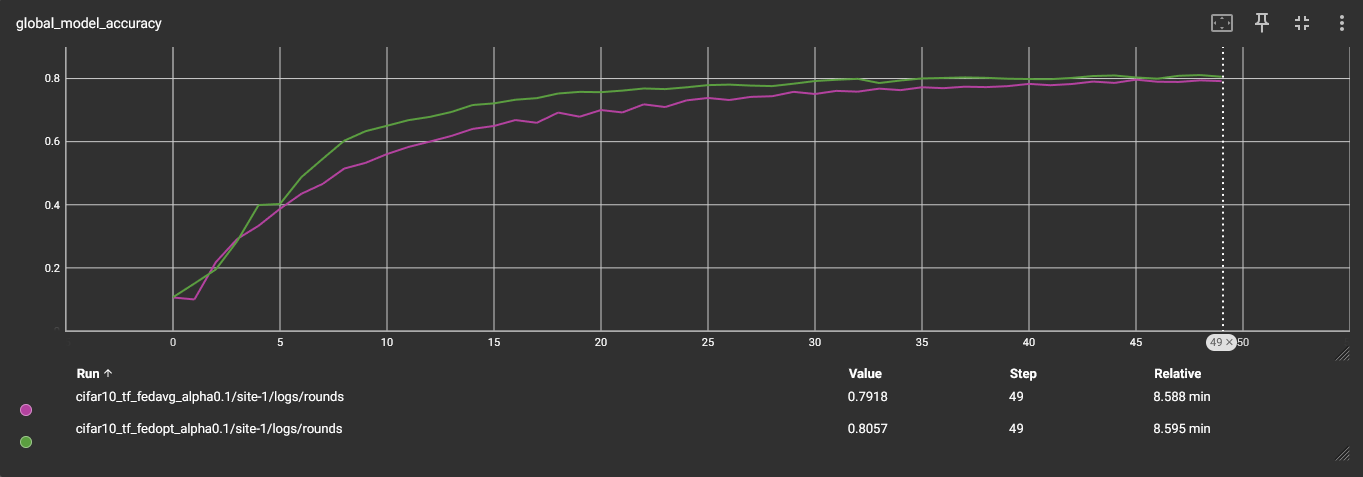 global_model_accuracy
0.8
0.6
0.4
0.2
0 5 10 15 20 25 30 35 40 45 49 × 50
Run ↑ Value Step Relative
cifar10_tf_fedavg_alpha0.1/site-1/logs/rounds 0.7918 49 8.588 min
cifar10_tf_fedopt_alpha0.1/site-1/logs/rounds 0.8057 49 8.595 min